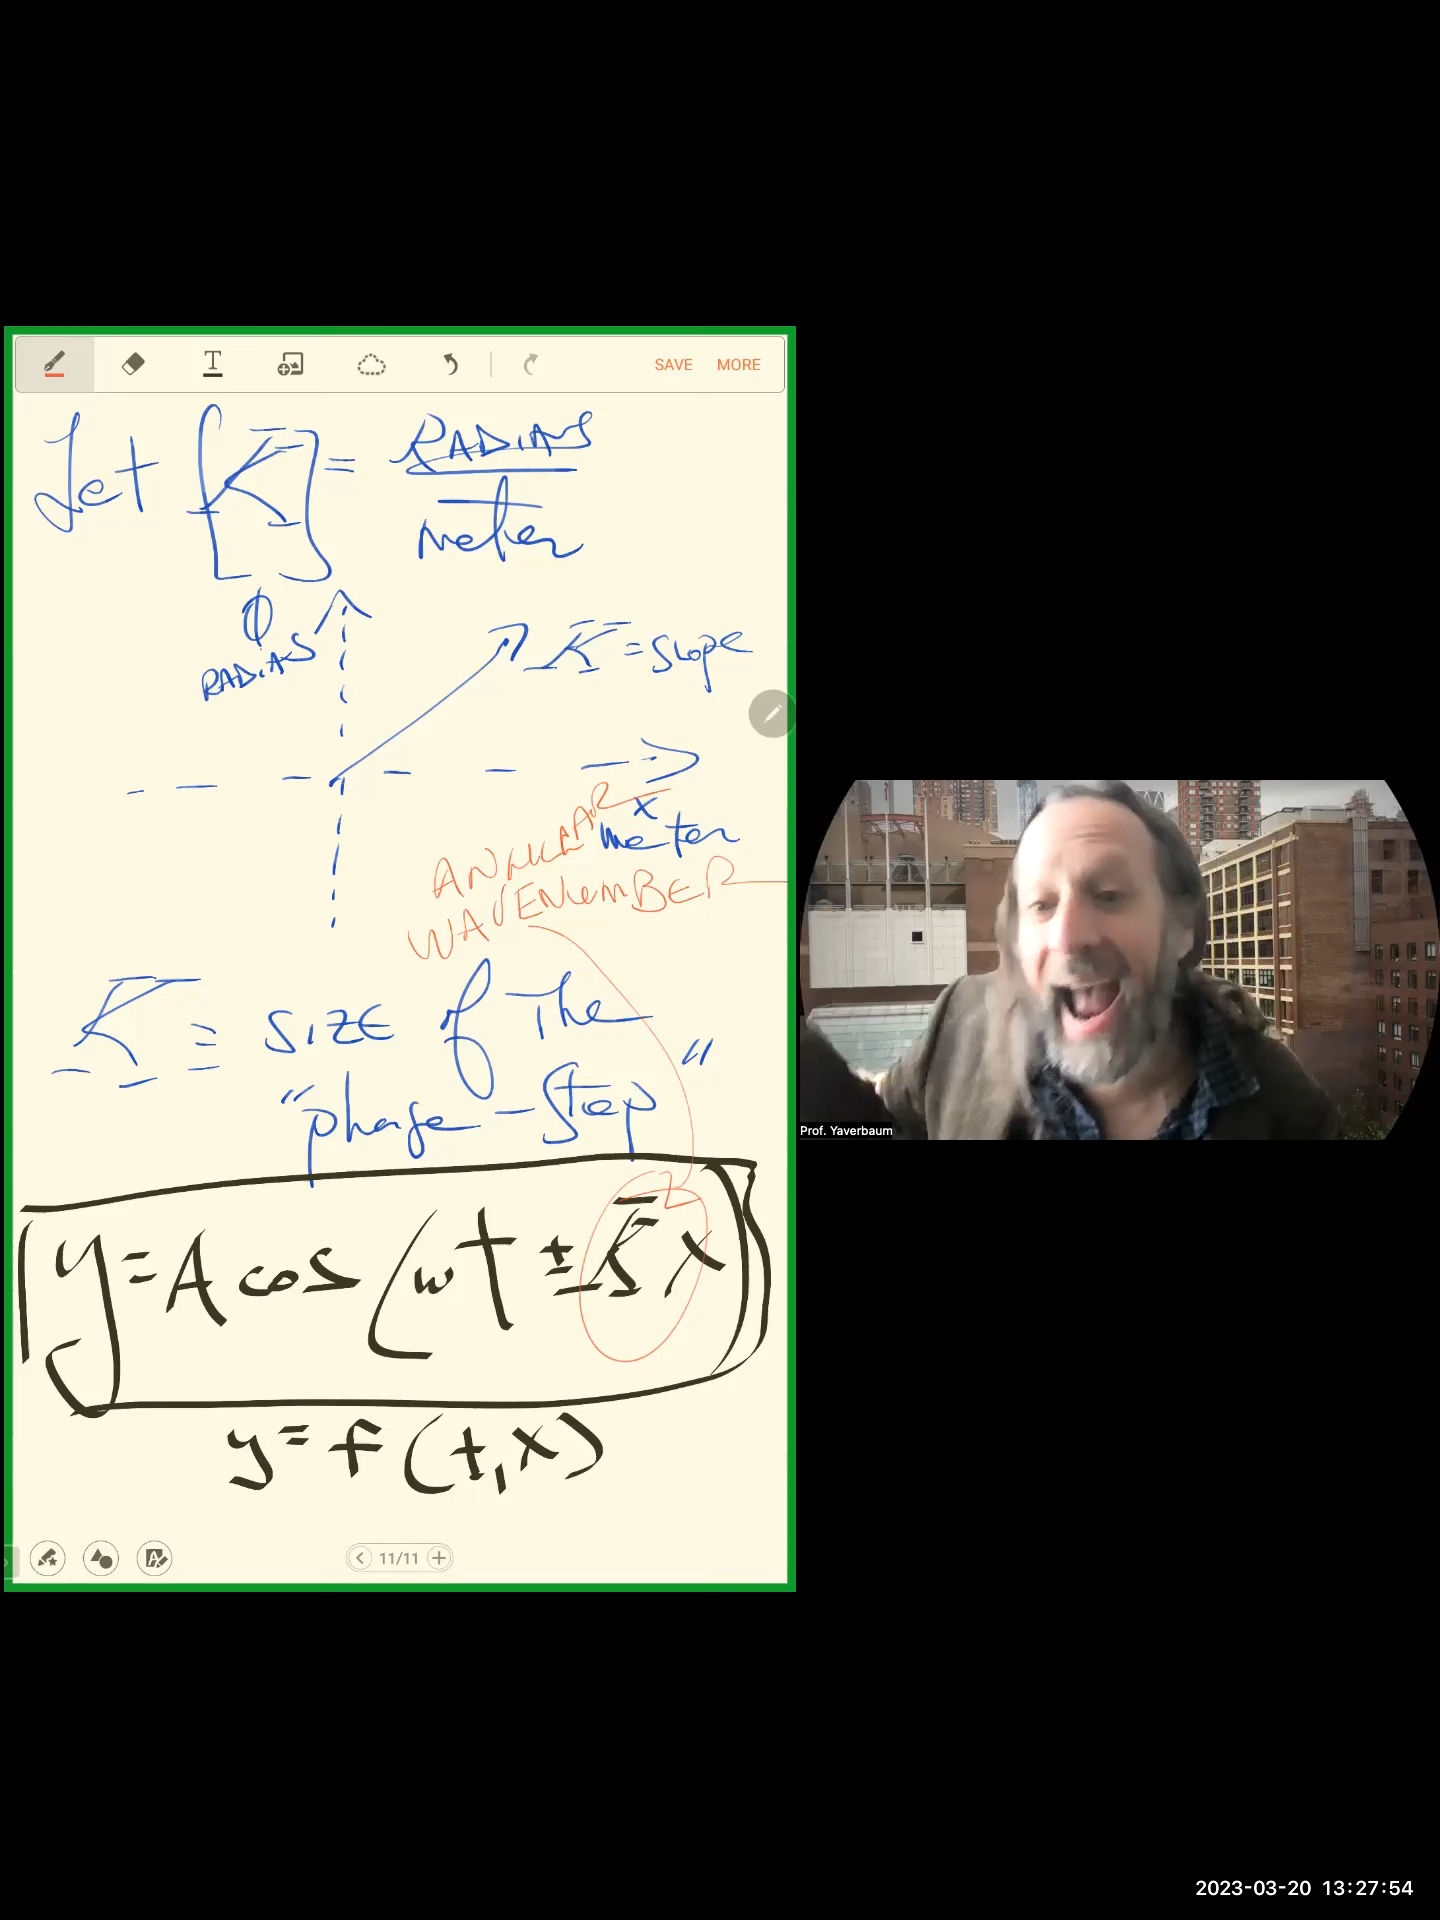 T SAVE MORE
Let [K] = RADIANS
meter
ϕ
RADIANS
K = slope
x
meter
ANGULAR
WAVENUMBER
K ≡ SIZE of The
"phase-Step"
y = A cos(ωt ± Kx)
y = f(t,x)
11/11
Prof. Yaverbaum
2023-03-20 13:27:54